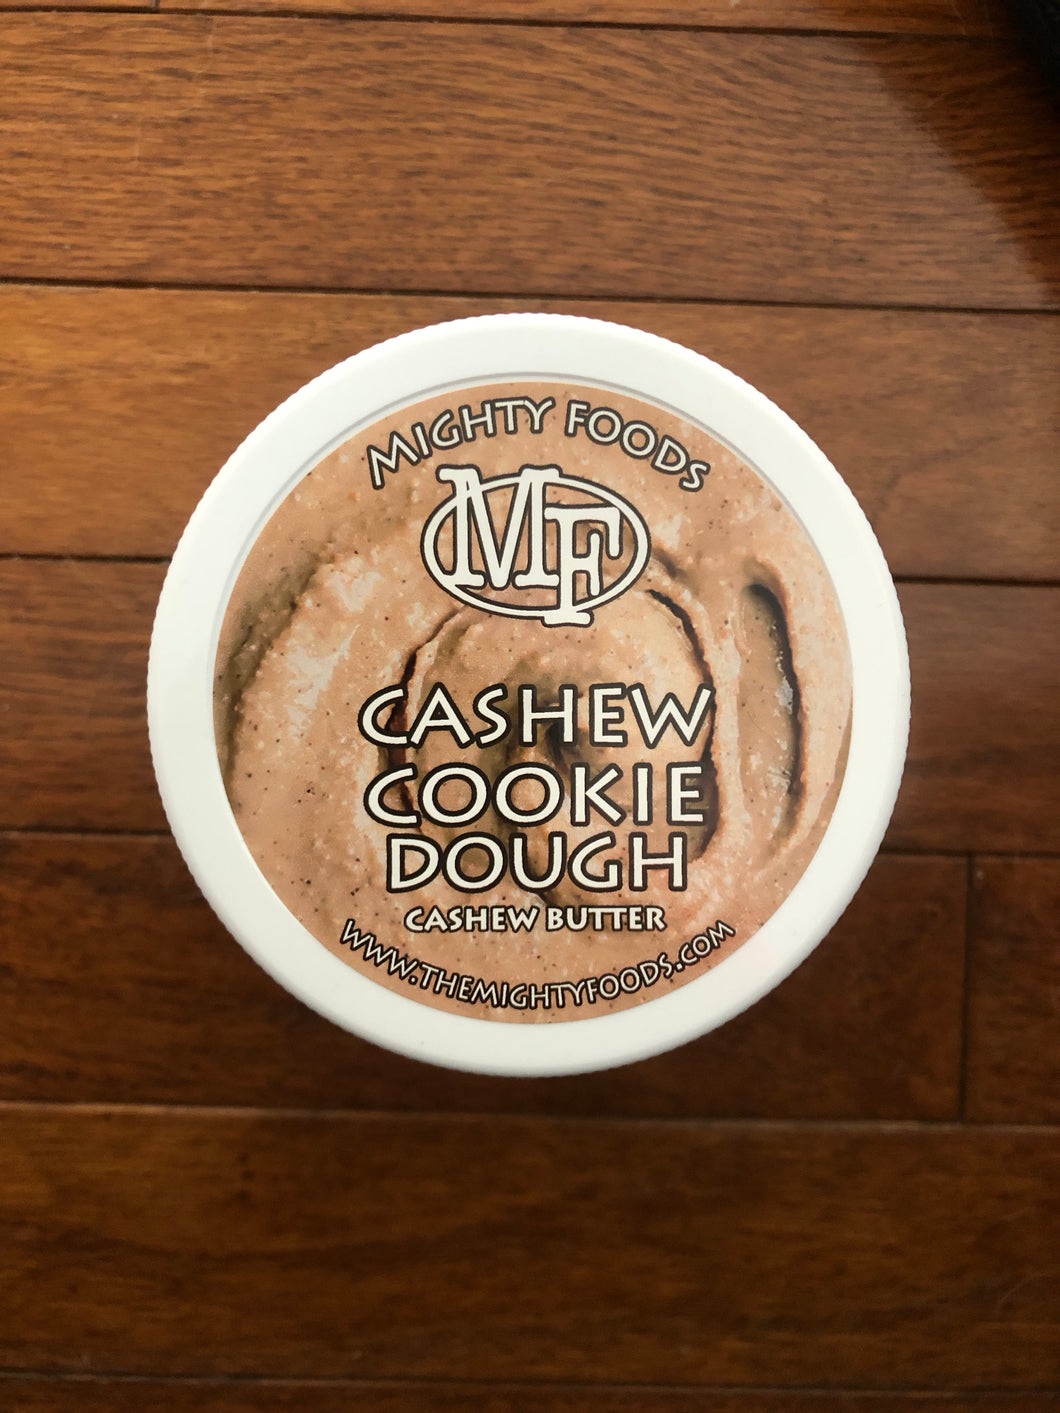 MIGHTY FOODS
MF
CASHEW
COOKIE
DOUGH
CASHEW BUTTER
WWW.THEMIGHTYFOODS.COM